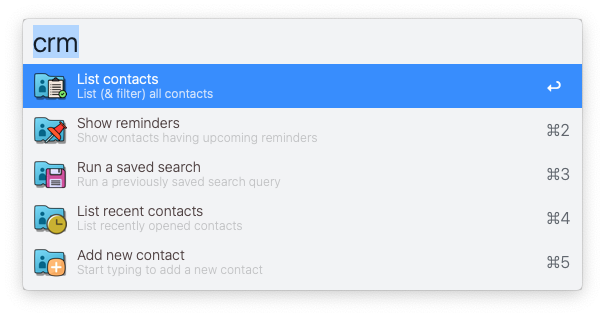 crm
List contacts
List (& filter) all contacts
↩
Show reminders
Show contacts having upcoming reminders
⌘2
Run a saved search
Run a previously saved search query
⌘3
List recent contacts
List recently opened contacts
⌘4
Add new contact
Start typing to add a new contact
⌘5